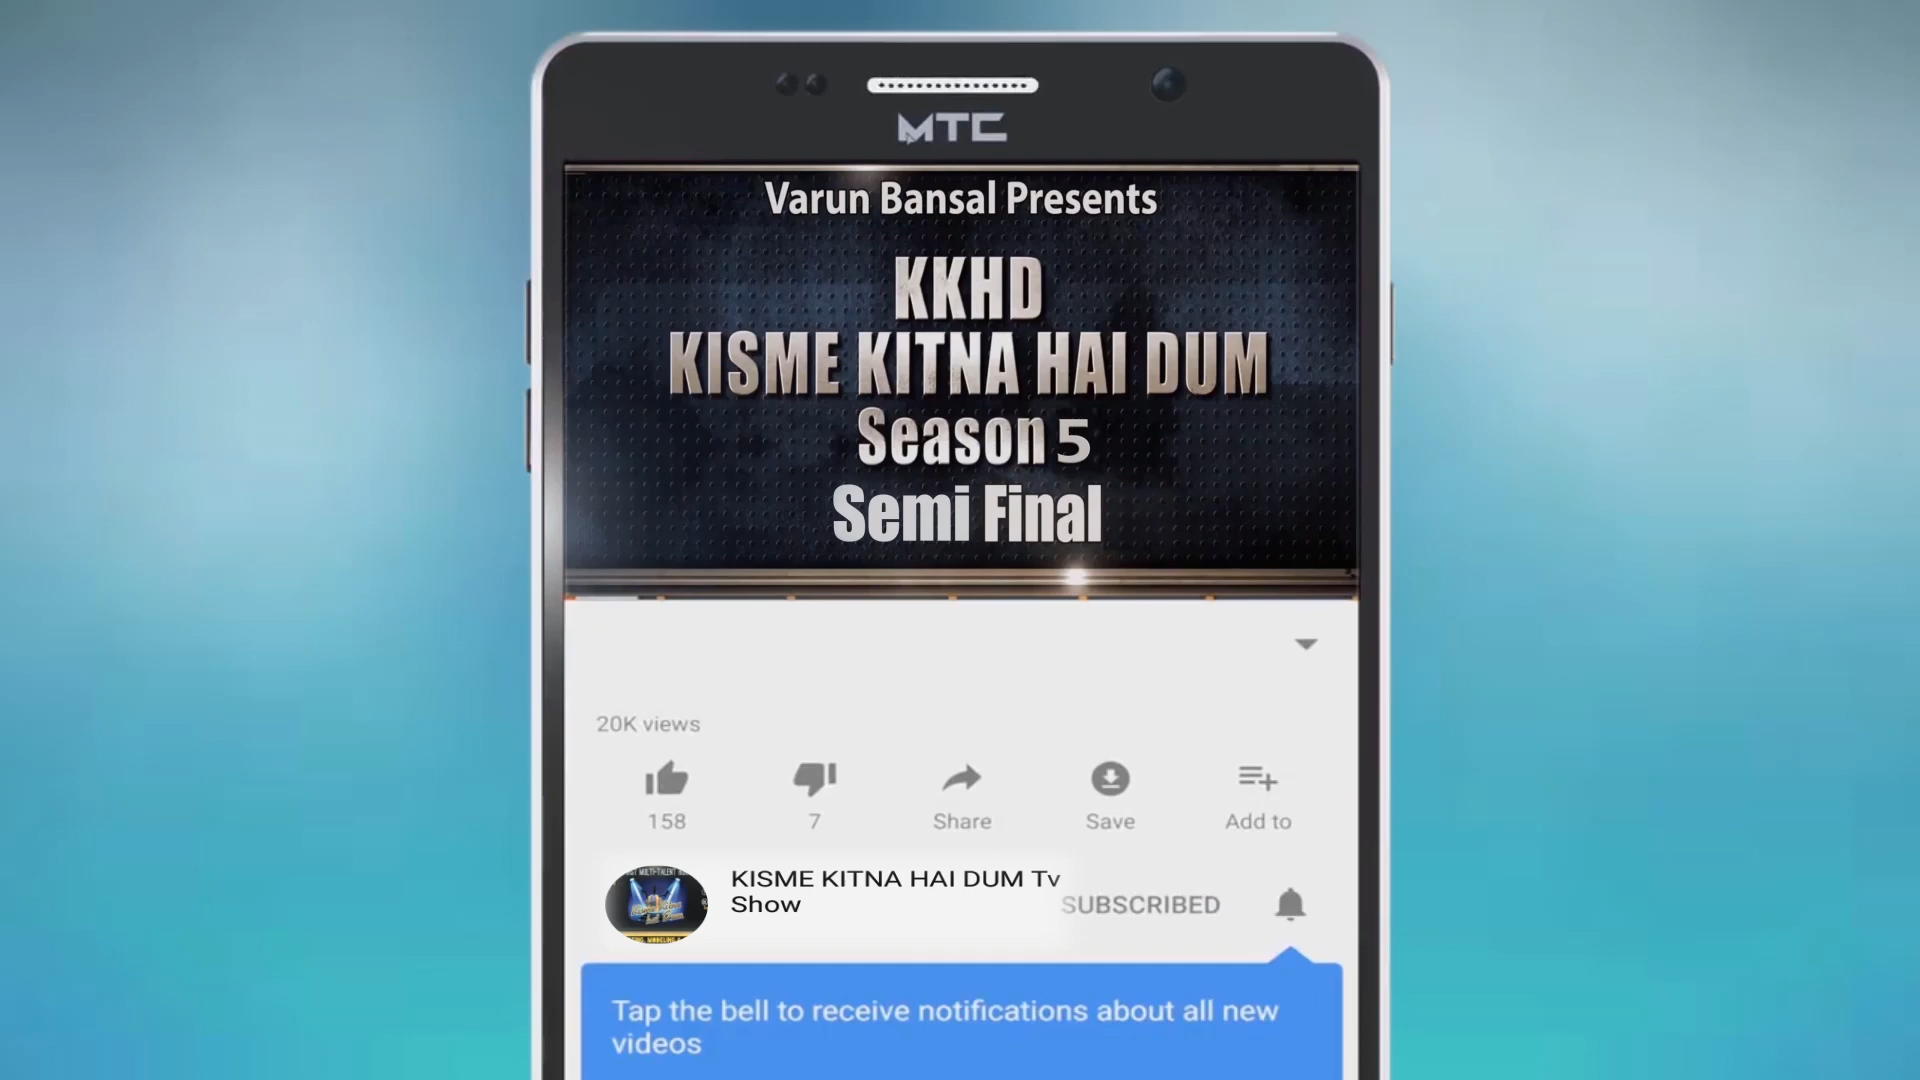 MTC
Varun Bansal Presents
KKHD
KISME KITNA HAI DUM
Season 5
Semi Final
20K views
158
7
Share
Save
Add to
KISME KITNA HAI DUM Tv
Show
SUBSCRIBED
Tap the bell to receive notifications about all new
videos